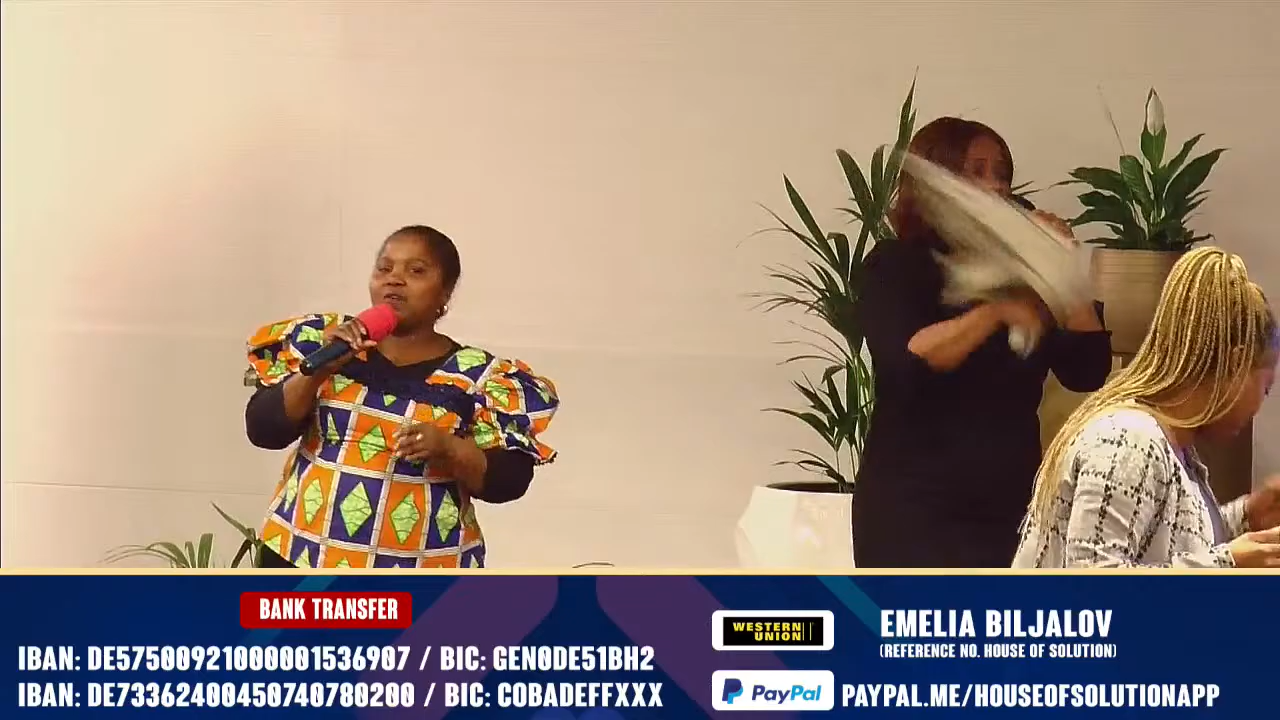 BANK TRANSFER
IBAN: DE57500921000001536907 / BIC: GENODE51BH2
IBAN: DE73362400450740780200 / BIC: COBADEFFXXX
WESTERN
UNION
EMELIA BILJALOV
(REFERENCE NO. HOUSE OF SOLUTION)
PayPal
PAYPAL.ME/HOUSEOFSOLUTIONAPP